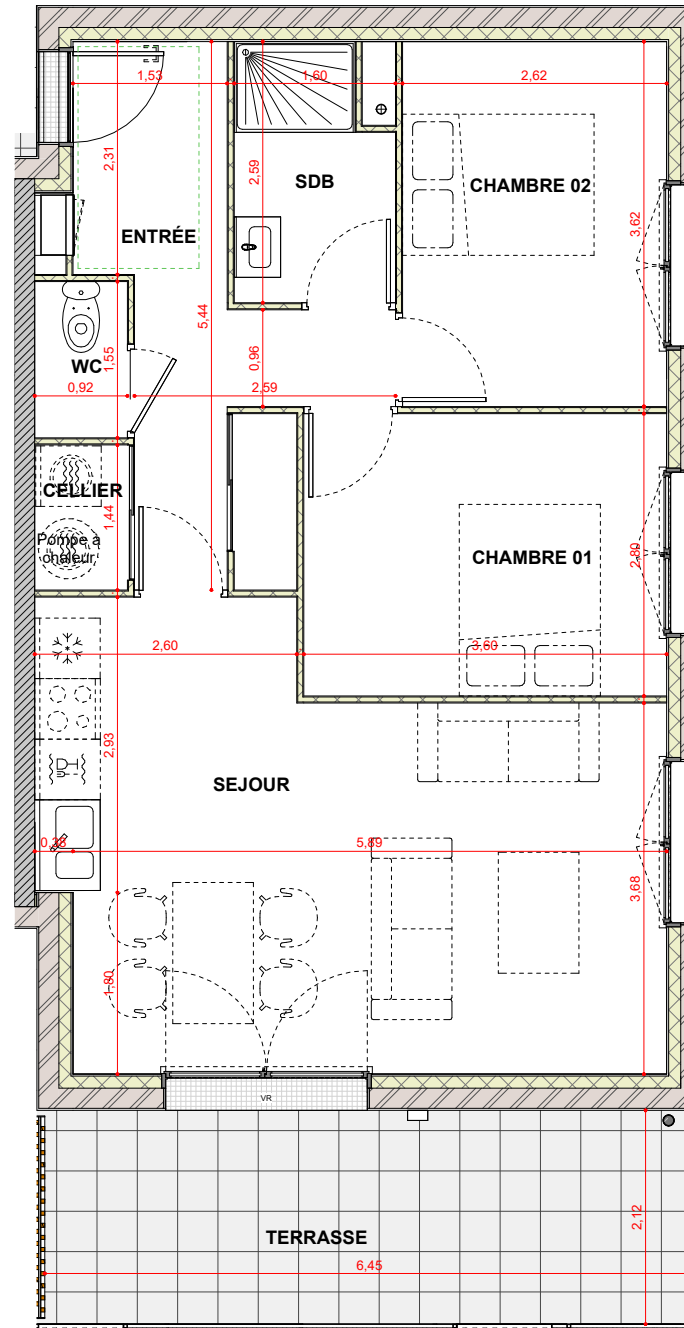 1,53
1,60
2,62
2,31
2,59
SDB
CHAMBRE 02
3,62
ENTRÉE
5,44
WC
1,55
0,96
0,92
2,59
CELLIER
1,44
Pompe à
chaleur
CHAMBRE 01
2,89
2,60
3,60
2,93
SEJOUR
0,38
5,89
3,68
1,80
VR
TERRASSE
2,12
6,45